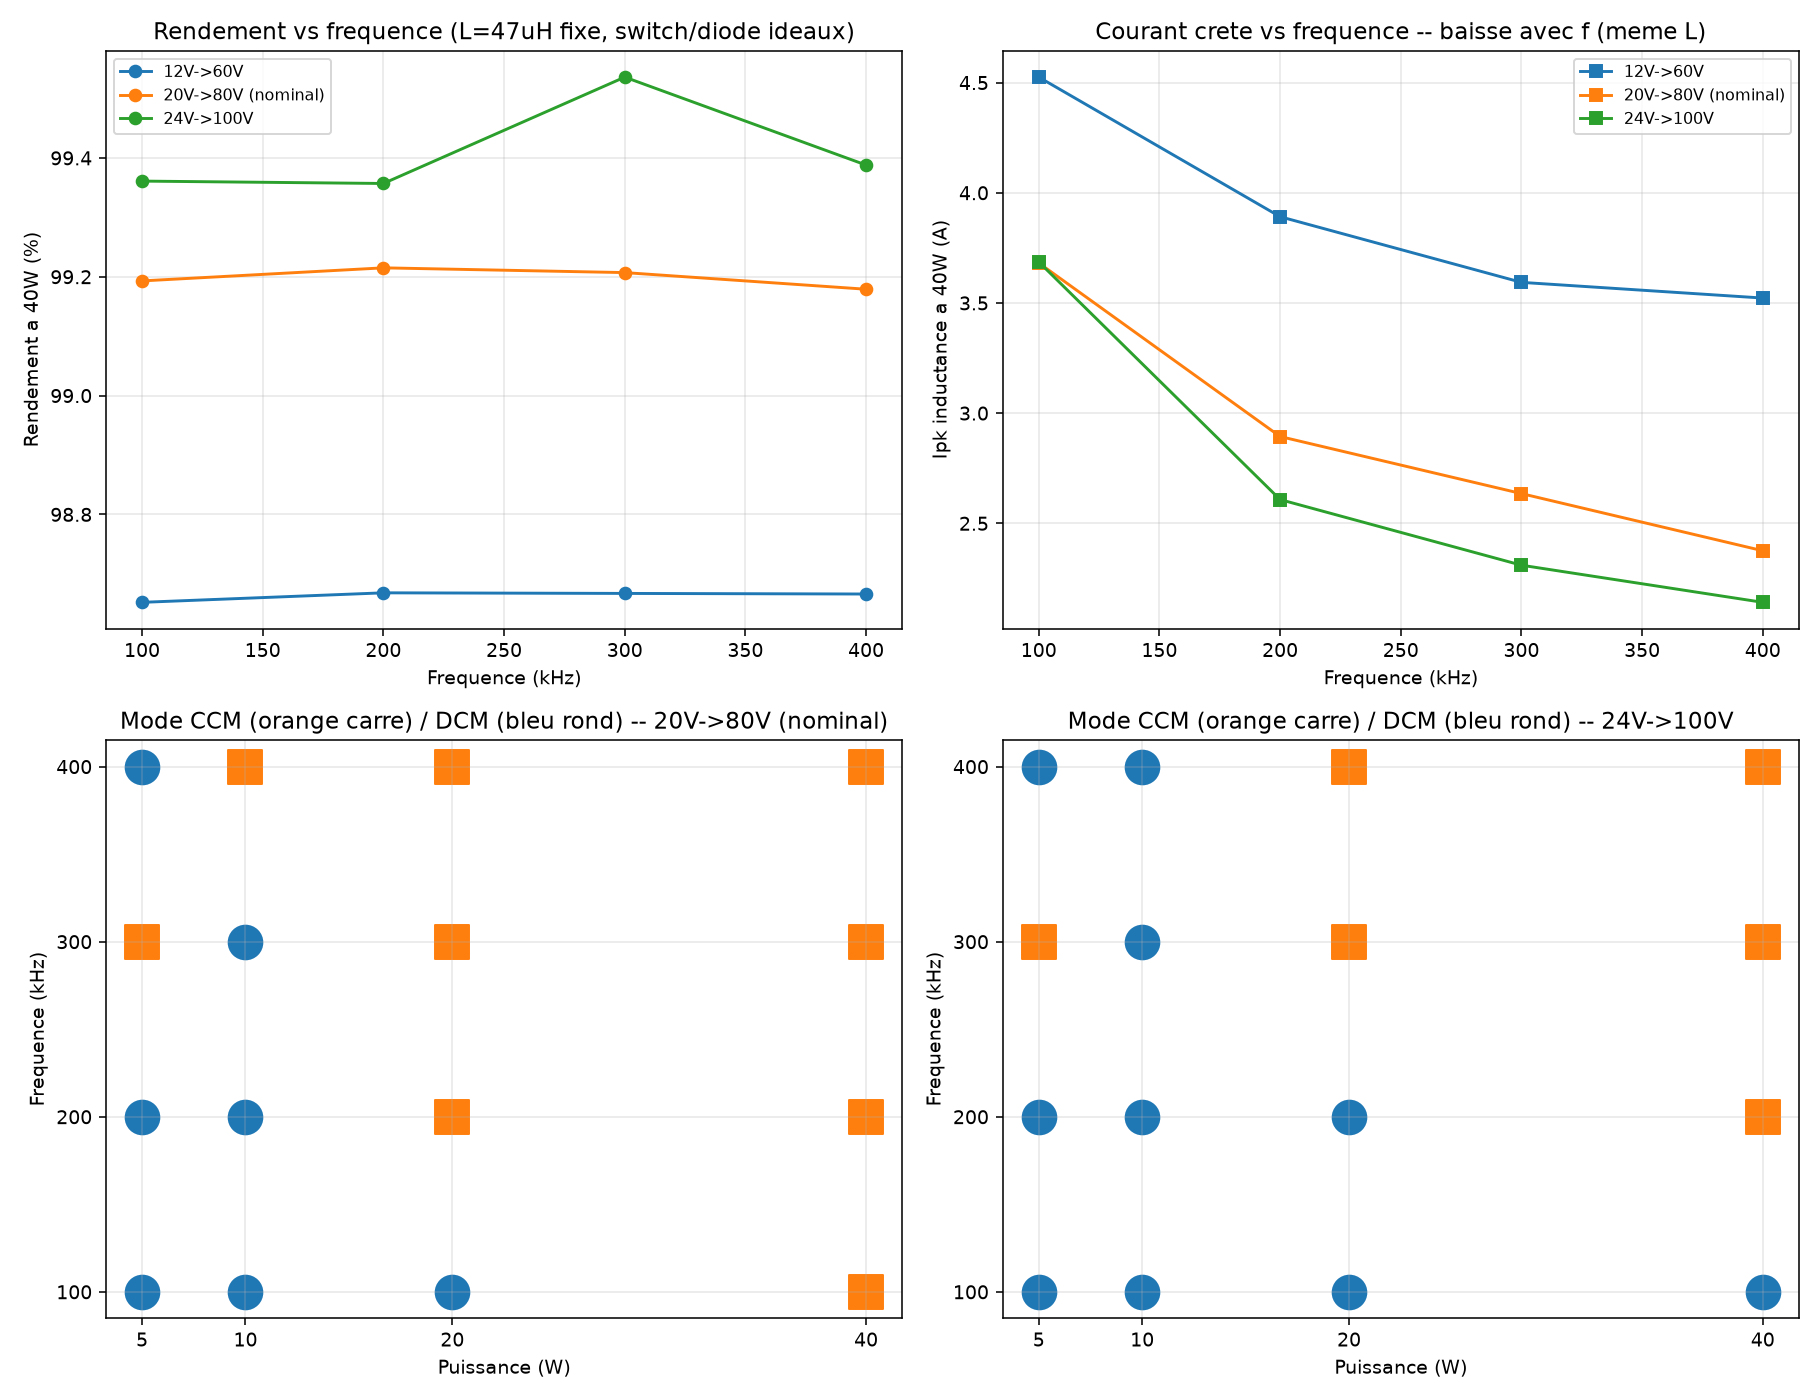 Rendement vs frequence (L=47uH fixe, switch/diode ideaux)
12V->60V
20V->80V (nominal)
24V->100V
Rendement a 40W (%)
99.4
99.2
99.0
98.8
100
150
200
250
300
350
400
Frequence (kHz)
Courant crete vs frequence -- baisse avec f (meme L)
12V->60V
20V->80V (nominal)
24V->100V
Ipk inductance a 40W (A)
4.5
4.0
3.5
3.0
2.5
100
150
200
250
300
350
400
Frequence (kHz)
Mode CCM (orange carre) / DCM (bleu rond) -- 20V->80V (nominal)
Frequence (kHz)
400
300
200
100
5
10
20
40
Puissance (W)
Mode CCM (orange carre) / DCM (bleu rond) -- 24V->100V
Frequence (kHz)
400
300
200
100
5
10
20
40
Puissance (W)